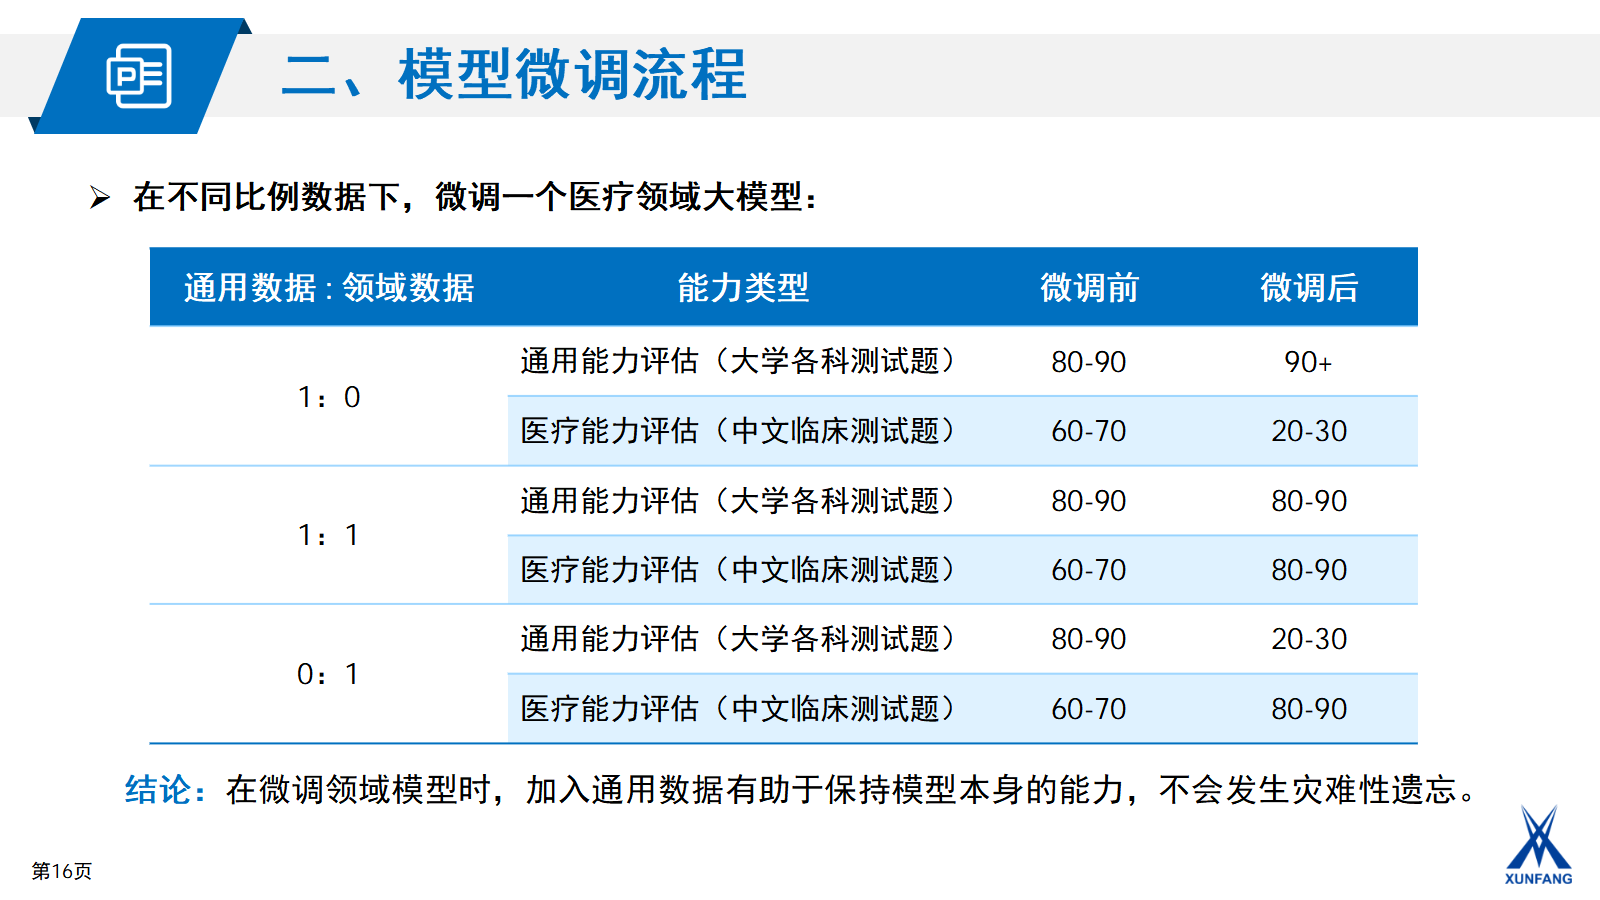 二、模型微调流程
在不同比例数据下，微调一个医疗领域大模型：
通用数据：领域数据 能力类型 微调前 微调后
1：0
通用能力评估（大学各科测试题） 80-90 90+
医疗能力评估（中文临床测试题） 60-70 20-30
1：1
通用能力评估（大学各科测试题） 80-90 80-90
医疗能力评估（中文临床测试题） 60-70 80-90
0：1
通用能力评估（大学各科测试题） 80-90 20-30
医疗能力评估（中文临床测试题） 60-70 80-90
结论：在微调领域模型时，加入通用数据有助于保持模型本身的能力，不会发生灾难性遗忘。
第16页
XUNFANG